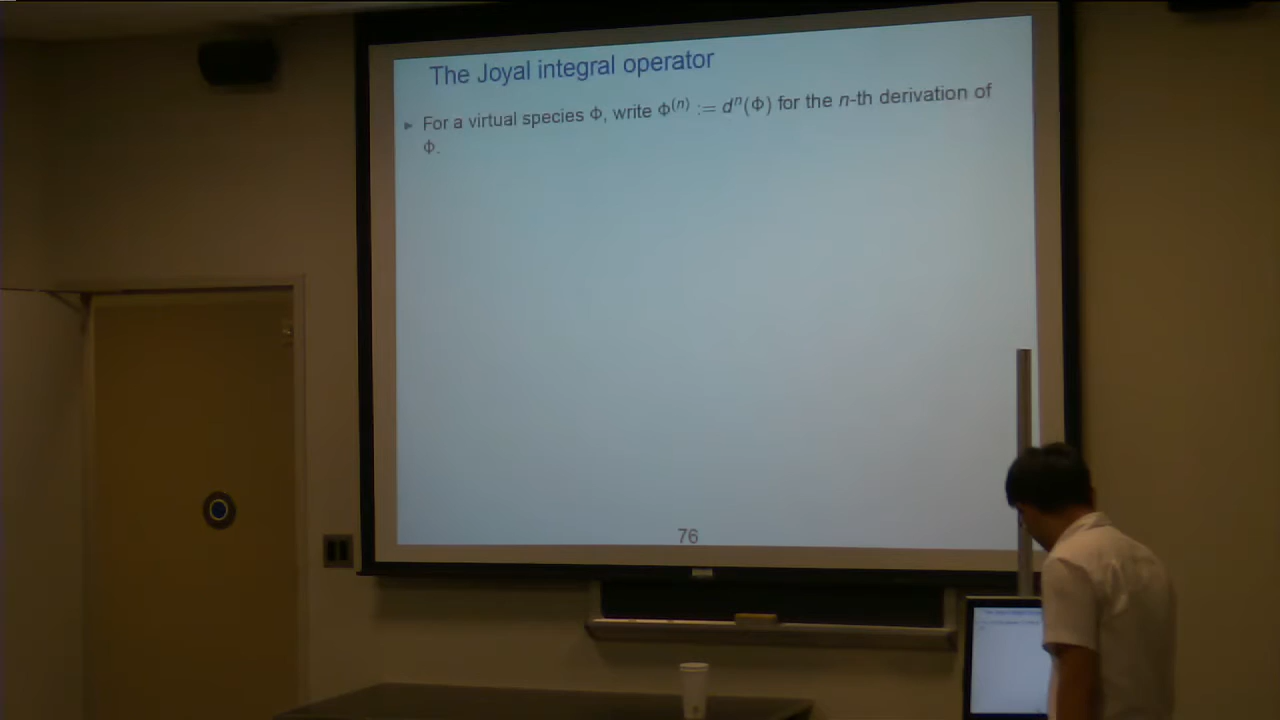 The Joyal integral operator
► For a virtual species Φ, write Φ⁽ⁿ⁾ := dⁿ(Φ) for the n-th derivation of
Φ.
76